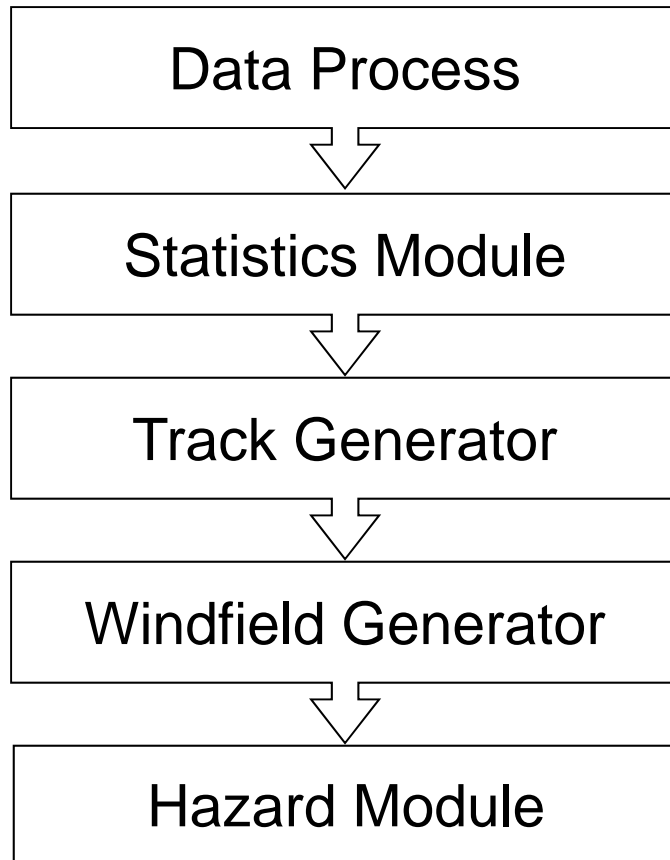 Data Process
Statistics Module
Track Generator
Windfield Generator
Hazard Module